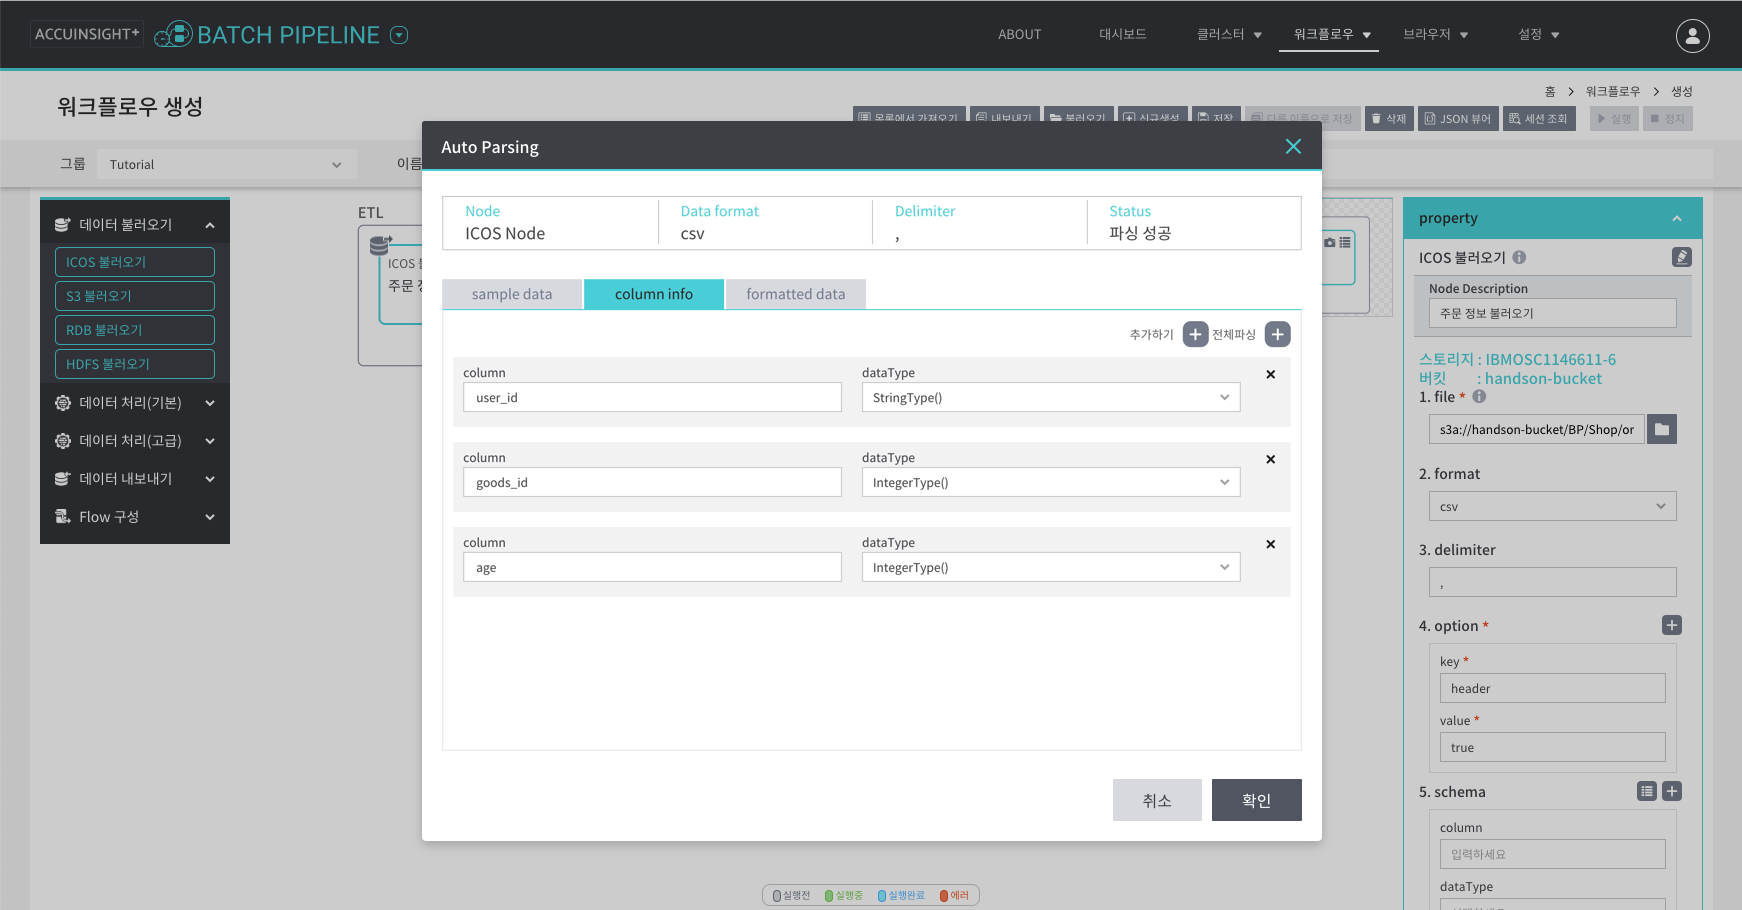 ACCUINSIGHT+ BATCH PIPELINE
ABOUT 대시보드 클러스터 워크플로우 브라우저 설정
워크플로우 생성
홈 > 워크플로우 > 생성
목록에서 가져오기 내보내기 불러오기 신규생성 저장 다른 이름으로 저장 삭제 JSON 뷰어 세션 조회 실행 정지
그룹 Tutorial 이름
데이터 불러오기
ICOS 불러오기
S3 불러오기
RDB 불러오기
HDFS 불러오기
데이터 처리(기본)
데이터 처리(고급)
데이터 내보내기
Flow 구성
ETL
ICOS
주문
Auto Parsing
Node Data format Delimiter Status
ICOS Node csv , 파싱 성공
sample data column info formatted data
추가하기 전체파싱
column dataType
user_id StringType()
column dataType
goods_id IntegerType()
column dataType
age IntegerType()
취소 확인
실행전 실행중 실행완료 에러
property
ICOS 불러오기
Node Description
주문 정보 불러오기
스토리지 : IBMOSC1146611-6
버킷 : handson-bucket
1. file *
s3a://handson-bucket/BP/Shop/or
2. format
csv
3. delimiter
,
4. option *
key *
header
value *
true
5. schema
column
입력하세요
dataType